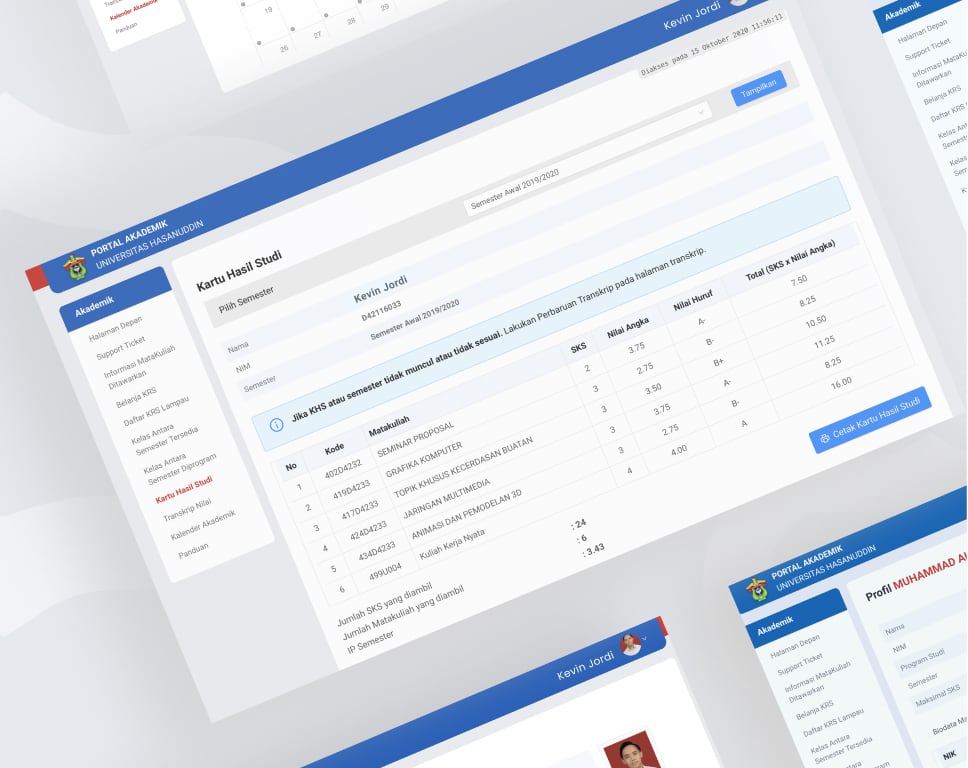 Kalender Akademik
Panduan
19
26
27
28
29
Kevin Jordi
Diakses pada 15 Oktober 2020 11:56:11
PORTAL AKADEMIK
UNIVERSITAS HASANUDDIN
Akademik
Halaman Depan
Support Ticket
Informasi MataKuliah
Ditawarkan
Belanja KRS
Daftar KRS Lampau
Kelas Antara
Semester Tersedia
Kelas Antara
Semester Diprogram
Kartu Hasil Studi
Transkrip Nilai
Kalender Akademik
Panduan
Kartu Hasil Studi
Pilih Semester
Semester Awal 2019/2020
Tampilkan
Nama Kevin Jordi
NIM D42116033
Semester Semester Awal 2019/2020
Jika KHS atau semester tidak muncul atau tidak sesuai. Lakukan Perbaruan Transkrip pada halaman transkrip.
No Kode Matakuliah SKS Nilai Angka Nilai Huruf Total (SKS x Nilai Angka)
1 402D4232 SEMINAR PROPOSAL 2 3.75 A- 7.50
2 419D4233 GRAFIKA KOMPUTER 3 2.75 B- 8.25
3 417D4233 TOPIK KHUSUS KECERDASAN BUATAN 3 3.50 B+ 10.50
4 424D4233 JARINGAN MULTIMEDIA 3 3.75 A- 11.25
5 434D4233 ANIMASI DAN PEMODELAN 3D 3 2.75 B- 8.25
6 499U004 Kuliah Kerja Nyata 4 4.00 A 16.00
Jumlah SKS yang diambil : 24
Jumlah Matakuliah yang diambil : 6
IP Semester : 3.43
Cetak Kartu Hasil Studi
Akademik
Halaman Depan
Support Ticket
Informasi MataKuliah
Ditawarkan
Belanja KRS
Daftar KRS
Kelas
Kevin Jordi
PORTAL AKADEMIK
UNIVERSITAS HASANUDDIN
Akademik
Halaman Depan
Support Ticket
Informasi MataKuliah
Ditawarkan
Belanja KRS
Daftar KRS Lampau
Kelas Antara
Semester Tersedia
Profil MUHAMMAD
Nama
NIM
Program Studi
Semester
Maksimal SKS
Biodata
NIK